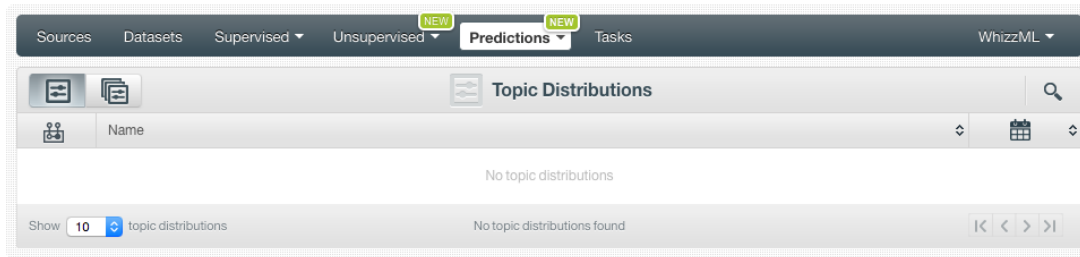 NEW NEW
Sources Datasets Supervised Unsupervised Predictions Tasks WhizzML
Topic Distributions
Name
No topic distributions
Show 10 topic distributions No topic distributions found